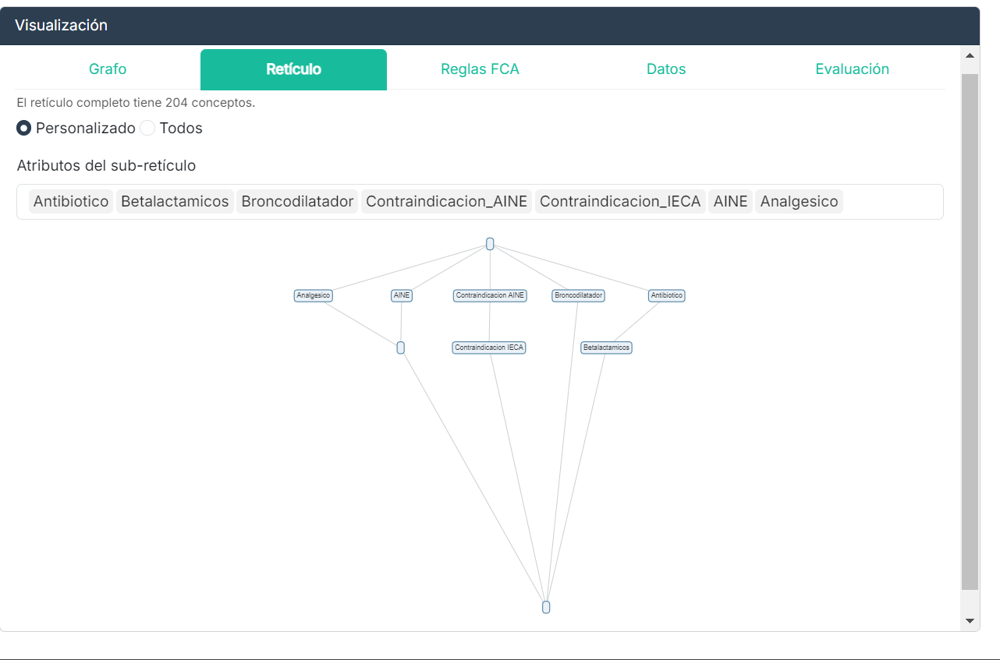 Visualización
Grafo Retículo Reglas FCA Datos Evaluación
El retículo completo tiene 204 conceptos.
Personalizado Todos
Atributos del sub-retículo
Antibiotico Betalactamicos Broncodilatador Contraindicacion_AINE Contraindicacion_IECA AINE Analgesico
Analgesico AINE Contraindicacion AINE Broncodilatador Antibiotico
Contraindicacion IECA Betalactamicos